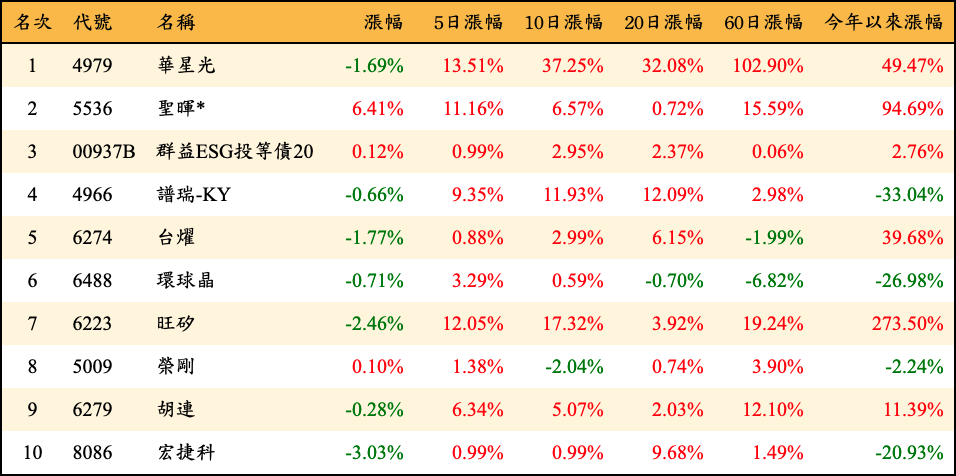 名次 代號 名稱 漲幅 5日漲幅 10日漲幅 20日漲幅 60日漲幅 今年以來漲幅
1 4979 華星光 -1.69% 13.51% 37.25% 32.08% 102.90% 49.47%
2 5536 聖暉* 6.41% 11.16% 6.57% 0.72% 15.59% 94.69%
3 00937B 群益ESG投等債20 0.12% 0.99% 2.95% 2.37% 0.06% 2.76%
4 4966 譜瑞-KY -0.66% 9.35% 11.93% 12.09% 2.98% -33.04%
5 6274 台燿 -1.77% 0.88% 2.99% 6.15% -1.99% 39.68%
6 6488 環球晶 -0.71% 3.29% 0.59% -0.70% -6.82% -26.98%
7 6223 旺矽 -2.46% 12.05% 17.32% 3.92% 19.24% 273.50%
8 5009 榮剛 0.10% 1.38% -2.04% 0.74% 3.90% -2.24%
9 6279 胡連 -0.28% 6.34% 5.07% 2.03% 12.10% 11.39%
10 8086 宏捷科 -3.03% 0.99% 0.99% 9.68% 1.49% -20.93%